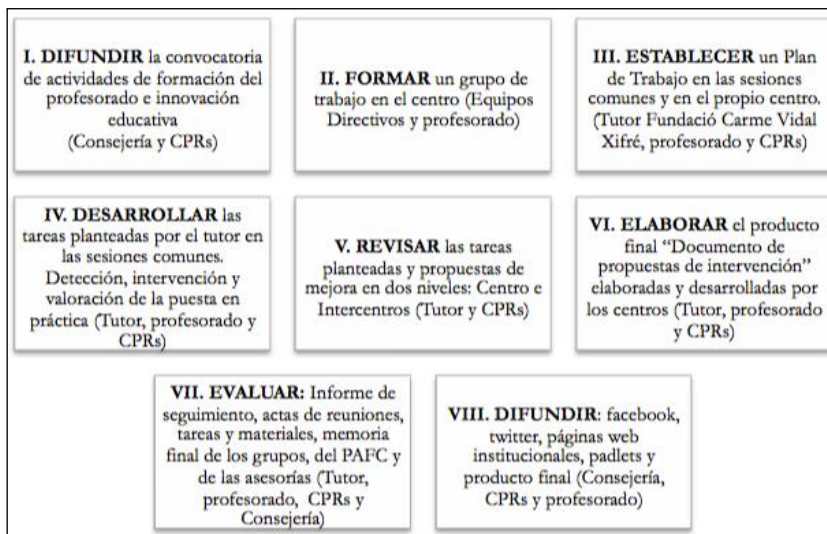 I. DIFUNDIR la convocatoria
de actividades de formación del
profesorado e innovación
educativa
(Consejería y CPRs)
II. FORMAR un grupo de
trabajo en el centro (Equipos
Directivos y profesorado)
III. ESTABLECER un Plan
de Trabajo en las sesiones
comunes y en el propio centro.
(Tutor Fundació Carme Vidal
Xifré, profesorado y CPRs)
IV. DESARROLLAR las
tareas planteadas por el tutor en
las sesiones comunes.
Detección, intervención y
valoración de la puesta en
práctica (Tutor, profesorado y
CPRs)
V. REVISAR las tareas
planteadas y propuestas de
mejora en dos niveles: Centro e
Intercentros (Tutor y CPRs)
VI. ELABORAR el producto
final “Documento de
propuestas de intervención”
elaboradas y desarrolladas por
los centros (Tutor, profesorado
y CPRs)
VII. EVALUAR: Informe de
seguimiento, actas de reuniones,
tareas y materiales, memoria
final de los grupos, del PAFC y
de las asesorías (Tutor,
profesorado, CPRs y
Consejería)
VIII. DIFUNDIR: facebook,
twitter, páginas web
institucionales, padlets y
producto final (Consejería,
CPRs y profesorado)